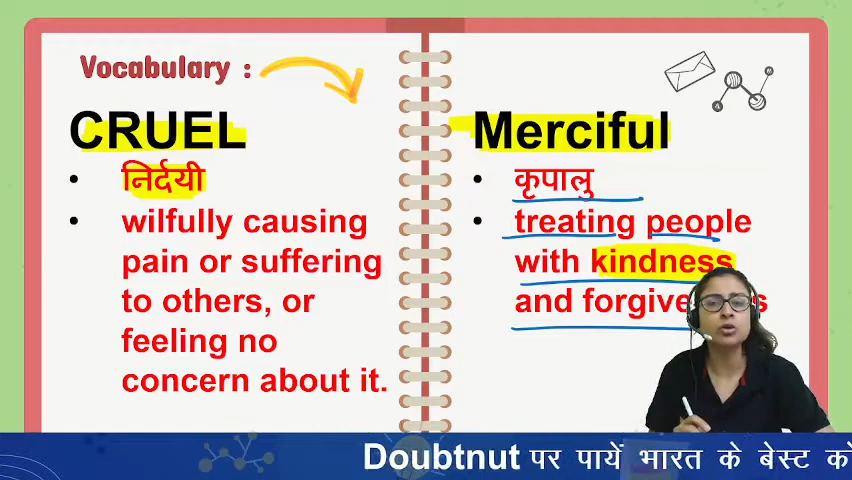 Vocabulary :
CRUEL
• निर्दयी
• wilfully causing
pain or suffering
to others, or
feeling no
concern about it.
Merciful
• कृपालु
• treating people
with kindness
and
Doubtnut पर पायें भारत के बेस्ट